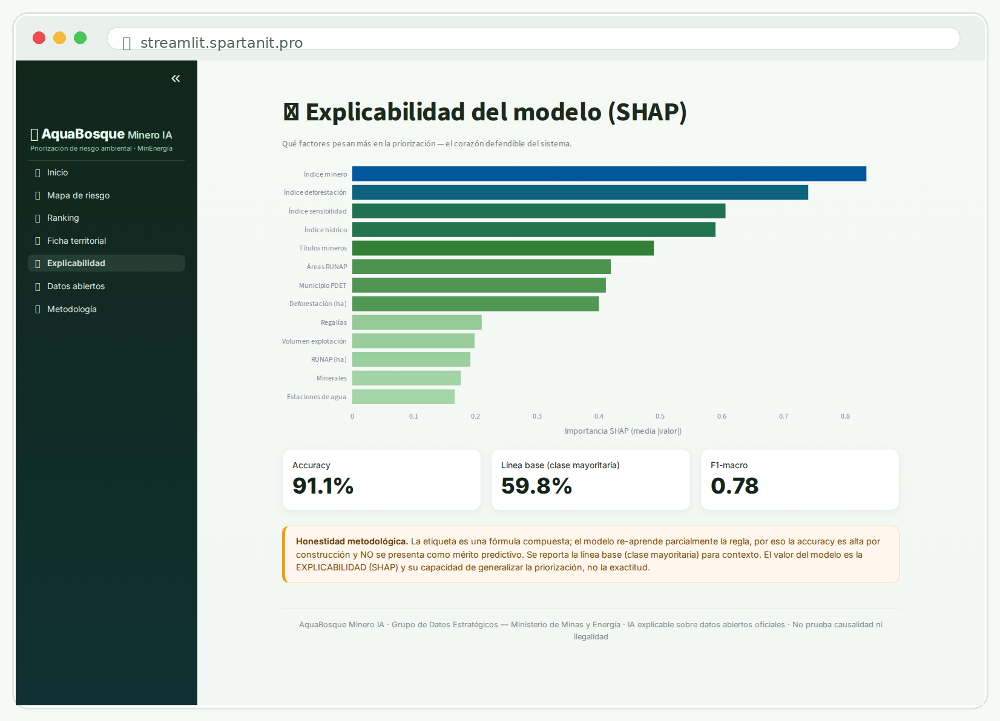 streamlit.spartanit.pro
AquaBosque Minero IA
Priorización de riesgo ambiental · MinEnergía
Inicio
Mapa de riesgo
Ranking
Ficha territorial
Explicabilidad
Datos abiertos
Metodología
Explicabilidad del modelo (SHAP)
Qué factores pesan más en la priorización — el corazón defendible del sistema.
Índice minero
Índice deforestación
Índice sensibilidad
Índice hídrico
Títulos mineros
Áreas RUNAP
Municipio PDET
Deforestación (ha)
Regalías
Volumen explotación
RUNAP (ha)
Minerales
Estaciones de agua
0 0.1 0.2 0.3 0.4 0.5 0.6 0.7 0.8
Importancia SHAP (media |valor|)
Accuracy
91.1%
Línea base (clase mayoritaria)
59.8%
F1-macro
0.78
Honestidad metodológica. La etiqueta es una fórmula compuesta; el modelo re-aprende parcialmente la regla, por eso la accuracy es alta por
construcción y NO se presenta como mérito predictivo. Se reporta la línea base (clase mayoritaria) para contexto. El valor del modelo es la
EXPLICABILIDAD (SHAP) y su capacidad de generalizar la priorización, no la exactitud.
AquaBosque Minero IA · Grupo de Datos Estratégicos — Ministerio de Minas y Energía · IA explicable sobre datos abiertos oficiales · No prueba causalidad ni
ilegalidad